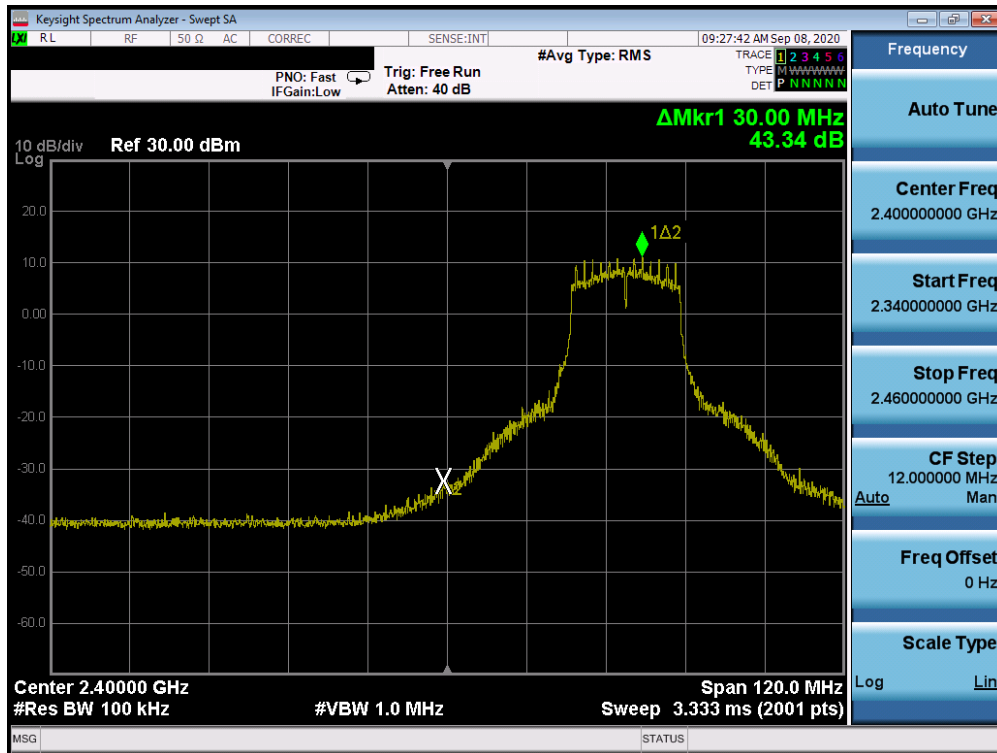 Keysight Spectrum Analyzer - Swept SA
LXI RL RF 50 Ω AC CORREC SENSE:INT 09:27:42 AM Sep 08, 2020
#Avg Type: RMS TRACE 1 2 3 4 5 6
PNO: Fast Trig: Free Run TYPE M WWWWW
IFGain:Low Atten: 40 dB DET P N N N N N
ΔMkr1 30.00 MHz
43.34 dB
10 dB/div Ref 30.00 dBm
Log
20.0
1Δ2
10.0
0.00
-10.0
-20.0
-30.0
X2
-40.0
-50.0
-60.0
Center 2.40000 GHz Span 120.0 MHz
#Res BW 100 kHz #VBW 1.0 MHz Sweep 3.333 ms (2001 pts)
MSG STATUS
Frequency
Auto Tune
Center Freq
2.400000000 GHz
Start Freq
2.340000000 GHz
Stop Freq
2.460000000 GHz
CF Step
12.000000 MHz
Auto Man
Freq Offset
0 Hz
Scale Type
Log Lin